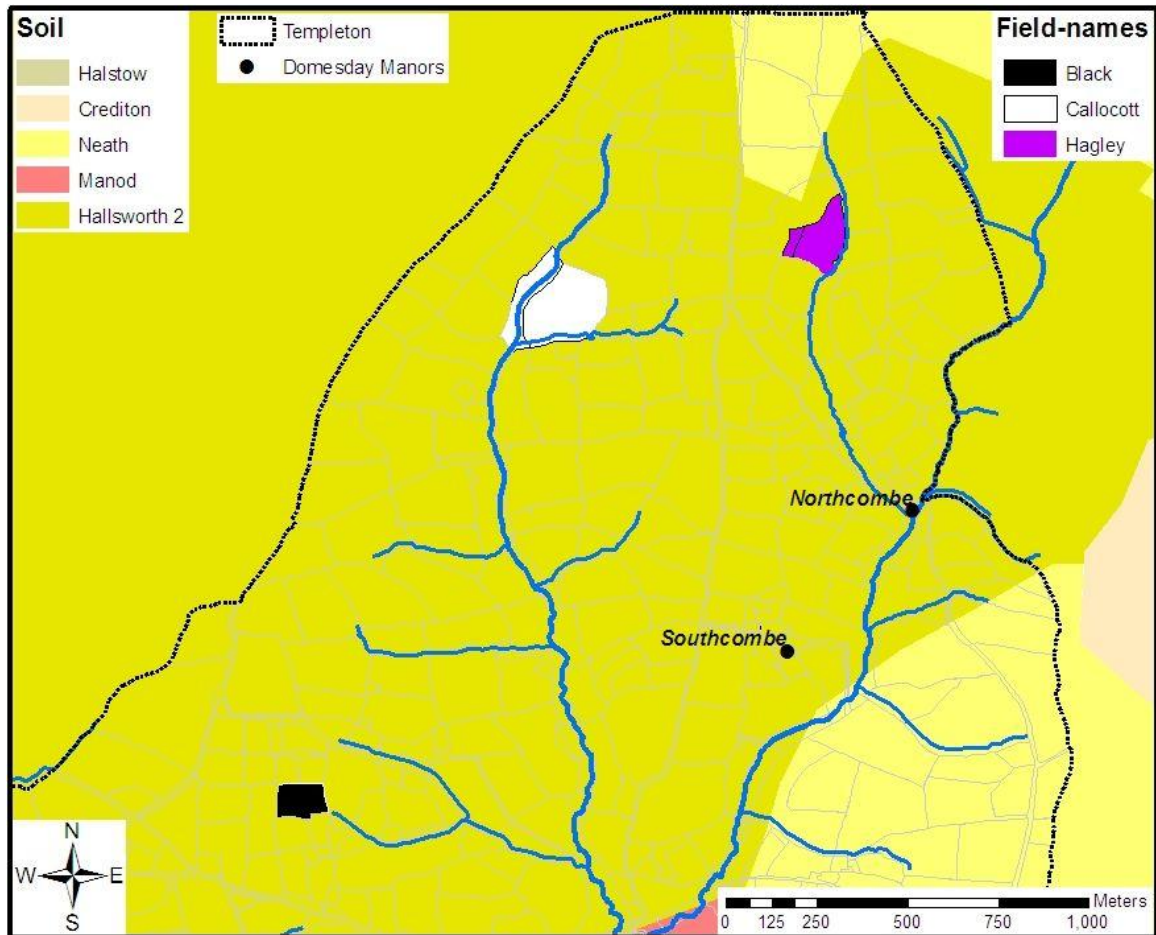 Soil
Halstow
Crediton
Neath
Manod
Hallsworth 2
Templeton
Domesday Manors
Field-names
Black
Callocott
Hagley
Northcombe
Southcombe
N
W E
S
Meters
0 125 250 500 750 1,000